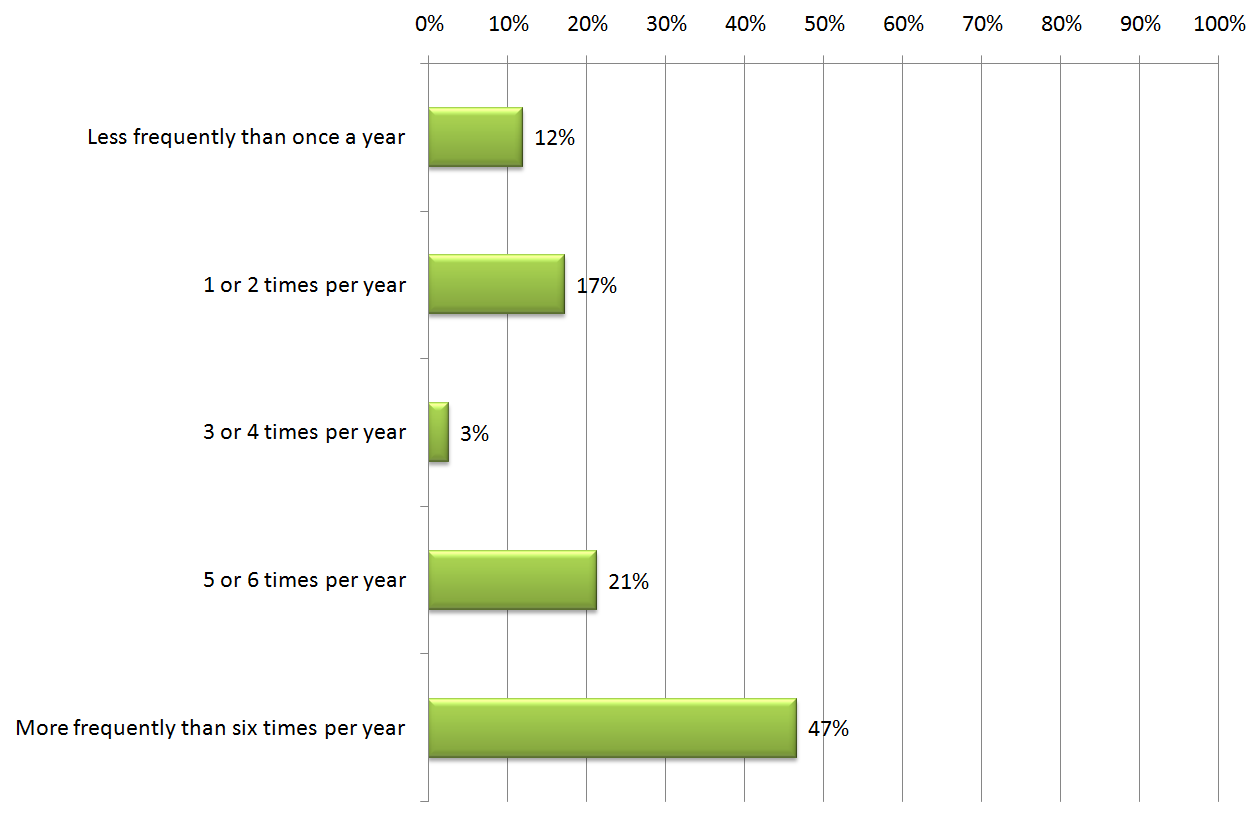 0% 10% 20% 30% 40% 50% 60% 70% 80% 90% 100%
Less frequently than once a year 12%
1 or 2 times per year 17%
3 or 4 times per year 3%
5 or 6 times per year 21%
More frequently than six times per year 47%